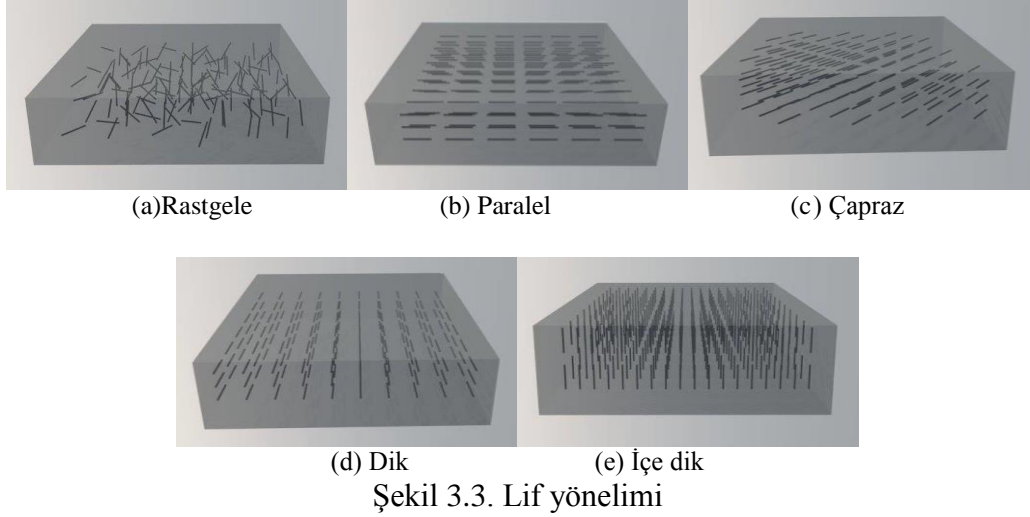 (a)Rastgele (b) Paralel (c) Çapraz
(d) Dik (e) İçe dik
Şekil 3.3. Lif yönelimi